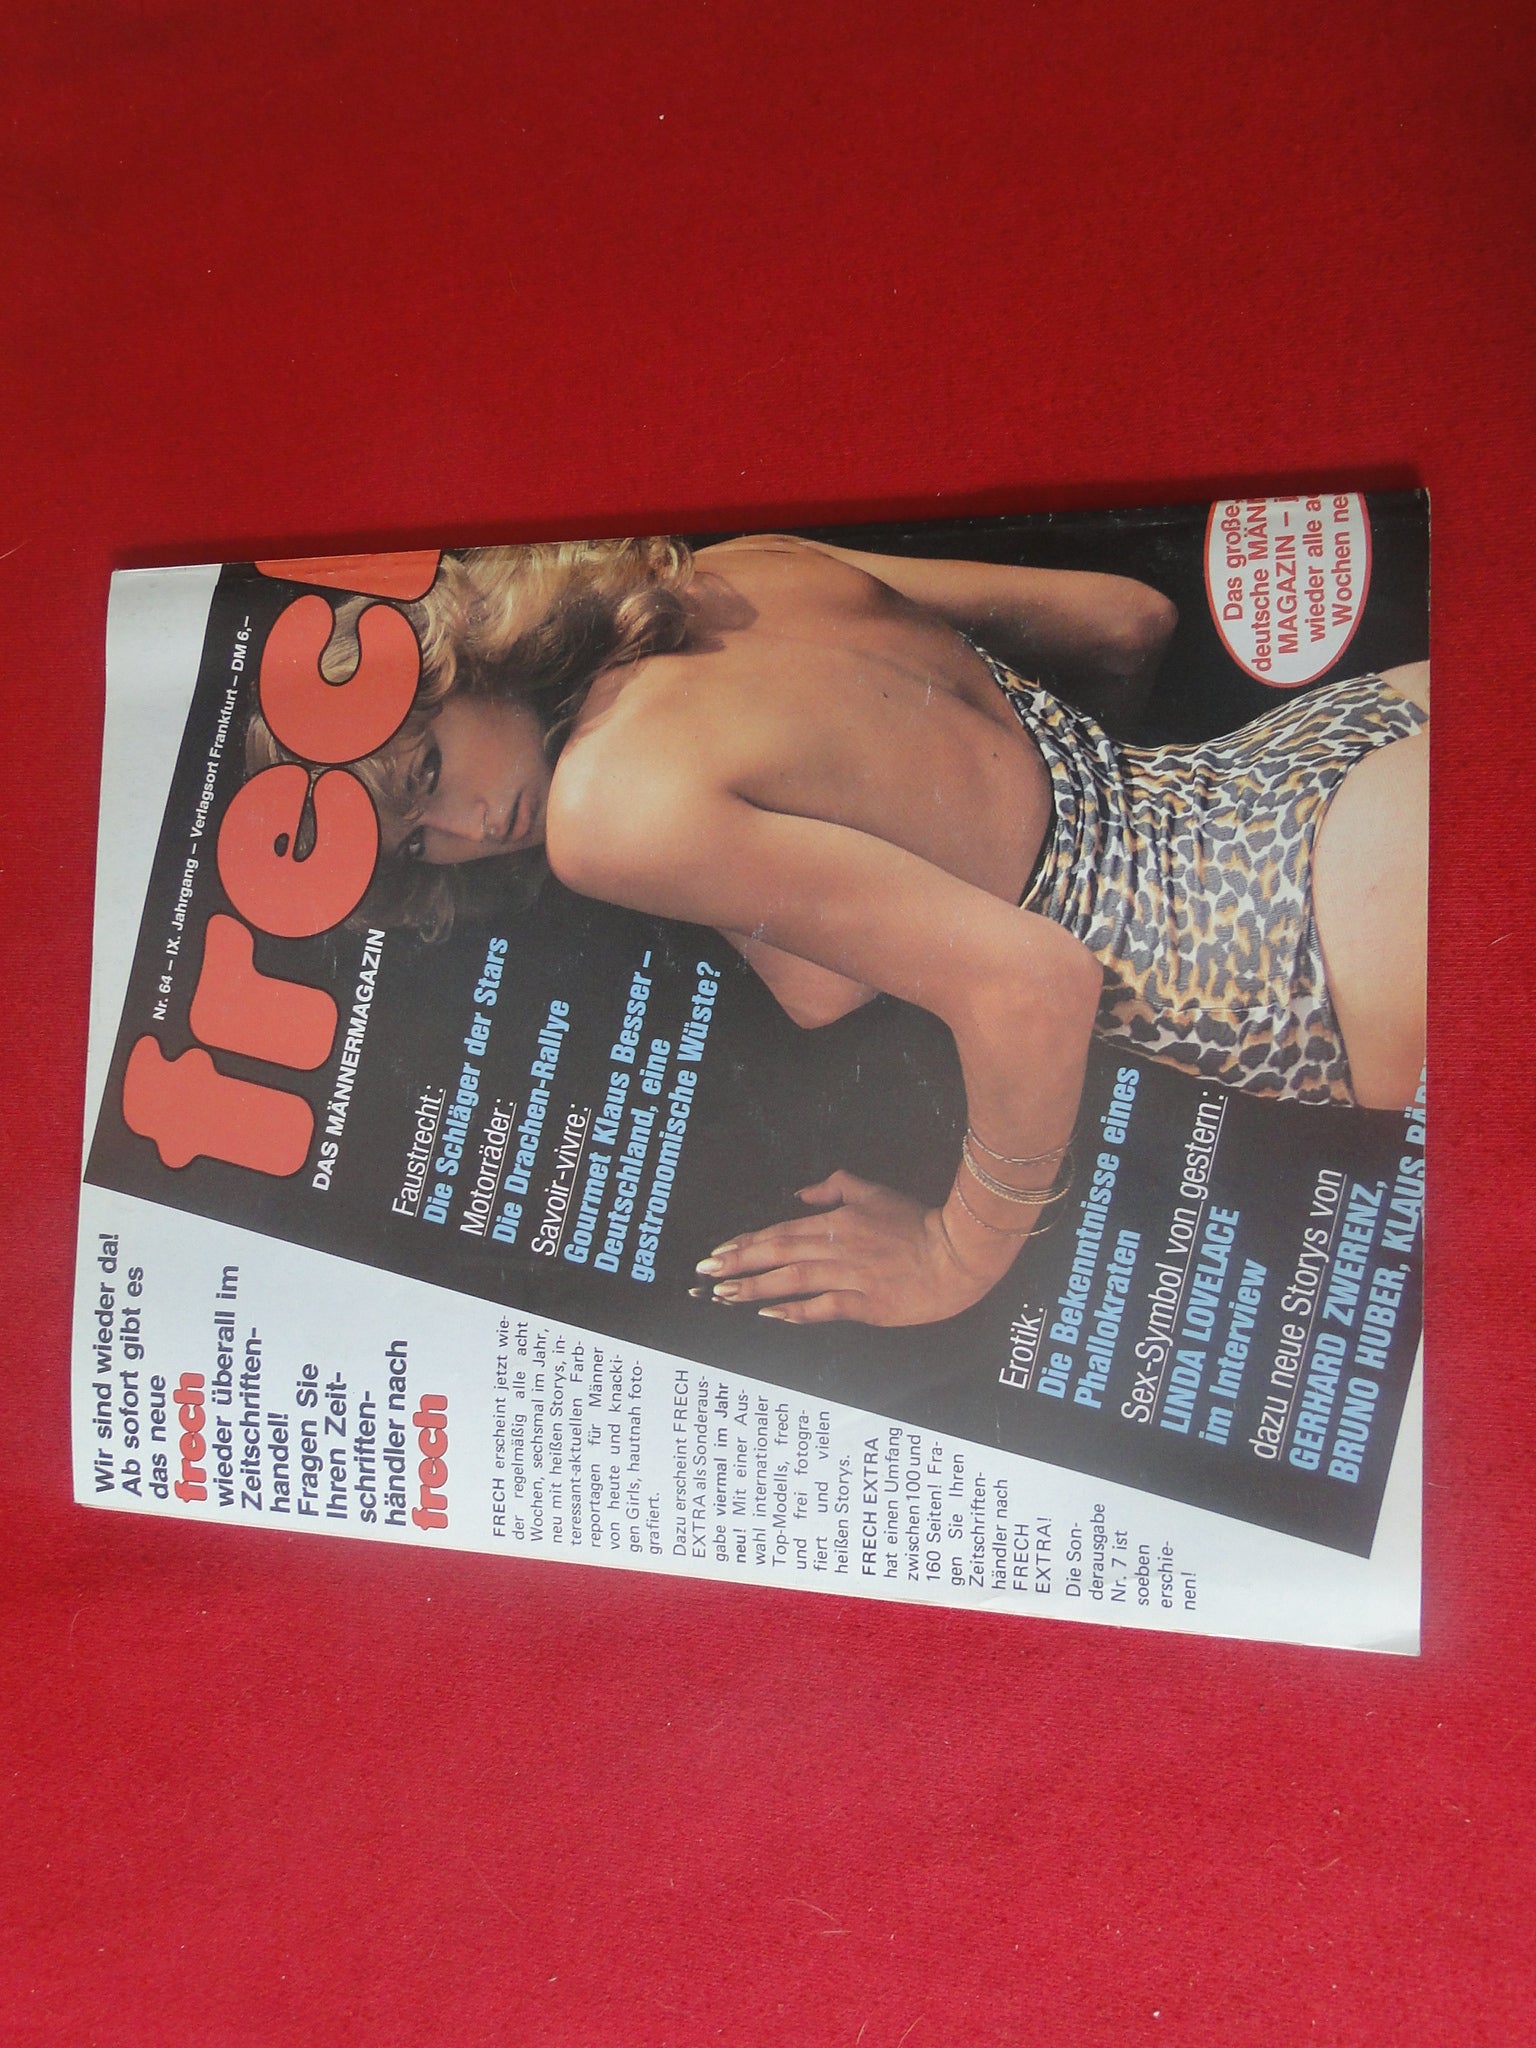 Wir sind wieder da!
Ab sofort gibt es
das neue
frech
wieder überall im
Zeitschriften-
handel!
Fragen Sie
Ihren Zeit-
schriften-
händler nach
frech
FRECH erscheint jetzt wie-
der regelmäßig alle acht
Wochen, sechsmal im Jahr,
neu mit heißen Storys, in-
teressant-aktuellen Farb-
reportagen für Männer
von heute und knacki-
gen Girls, hautnah foto-
grafiert.
Dazu erscheint FRECH
EXTRA als Sonderaus-
gabe viermal im Jahr
neu! Mit einer Aus-
wahl internationaler
Top-Modells, frech
und frei fotogra-
fiert und vielen
heißen Storys.
FRECH EXTRA
hat einen Umfang
zwischen 100 und
160 Seiten! Fra-
gen Sie Ihren
Zeitschriften-
händler nach
FRECH
EXTRA!
Die Son-
derausgabe
Nr. 7 ist
soeben
erschie-
nen!
Nr. 64 – IX. Jahrgang – Verlagsort Frankfurt – DM 6,–
frec
DAS MÄNNERMAGAZIN
Faustrecht:
Die Schläger der Stars
Motorräder:
Die Drachen-Rallye
Savoir-vivre:
Gourmet Klaus Besser –
Deutschland, eine
gastronomische Wüste?
Erotik:
Die Bekenntnisse eines
Phallokraten
Sex-Symbol von gestern:
LINDA LOVELACE
im Interview
dazu neue Storys von
GERHARD ZWERENZ,
BRUNO HUBER, KLAUS
Das große
deutsche MÄN
MAGAZIN – j
wieder alle a
Wochen ne